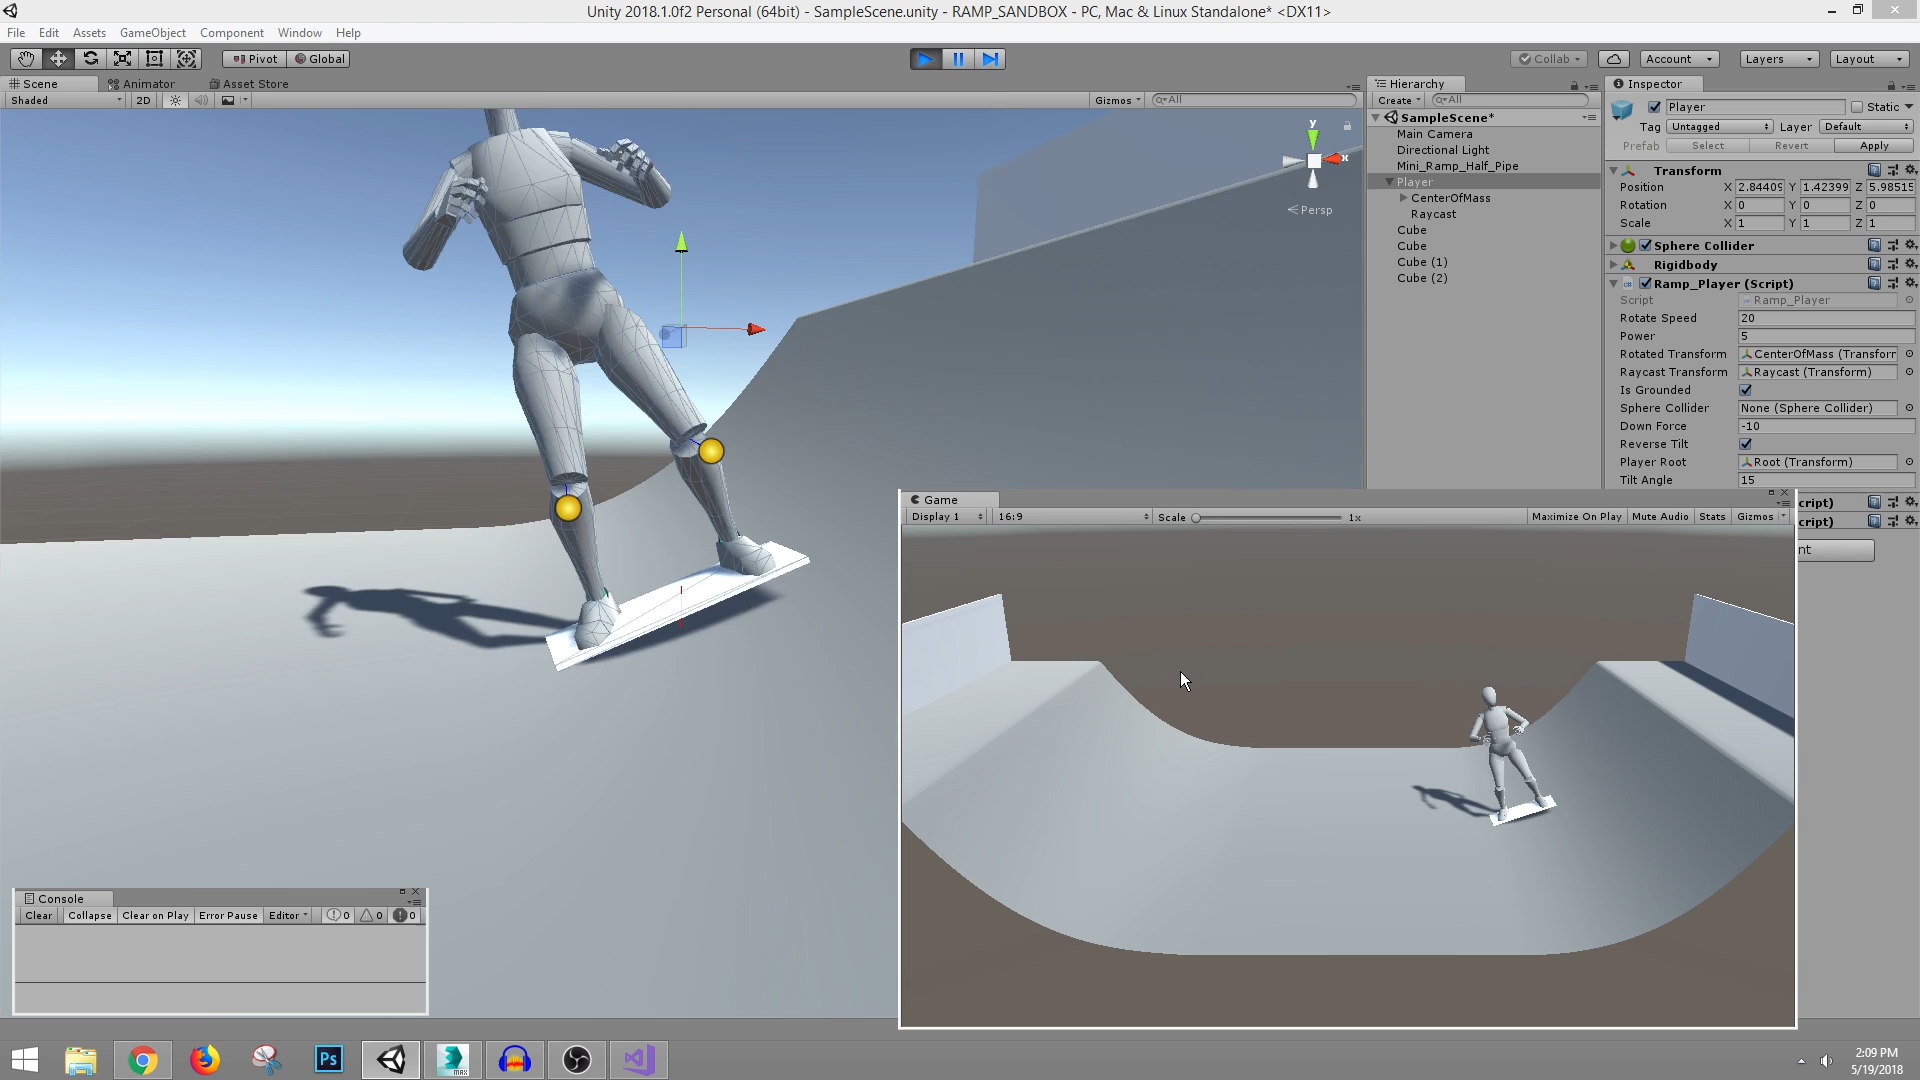 Unity 2018.1.0f2 Personal (64bit) - SampleScene.unity - RAMP_SANDBOX - PC, Mac & Linux Standalone* <DX11>
File Edit Assets GameObject Component Window Help
Pivot Global Collab Account Layers Layout
Scene Animator Asset Store
Shaded 2D Gizmos All
y
x
Persp
Hierarchy
Create All
SampleScene*
Main Camera
Directional Light
Mini_Ramp_Half_Pipe
Player
CenterOfMass
Raycast
Cube
Cube
Cube (1)
Cube (2)
Inspector
Player Static
Tag Untagged Layer Default
Prefab Select Revert Apply
Transform
Position X 2.84409 Y 1.42399 Z 5.98515
Rotation X 0 Y 0 Z 0
Scale X 1 Y 1 Z 1
Sphere Collider
Rigidbody
Ramp_Player (Script)
Script Ramp_Player
Rotate Speed 20
Power 5
Rotated Transform CenterOfMass (Transforr
Raycast Transform Raycast (Transform)
Is Grounded
Sphere Collider None (Sphere Collider)
Down Force -10
Reverse Tilt
Player Root Root (Transform)
Tilt Angle 15
cript)
cript)
nt
Game
Display 1 16:9 Scale 1x Maximize On Play Mute Audio Stats Gizmos
Console
Clear Collapse Clear on Play Error Pause Editor 0 0 0
Ps
MAX
2:09 PM
5/19/2018